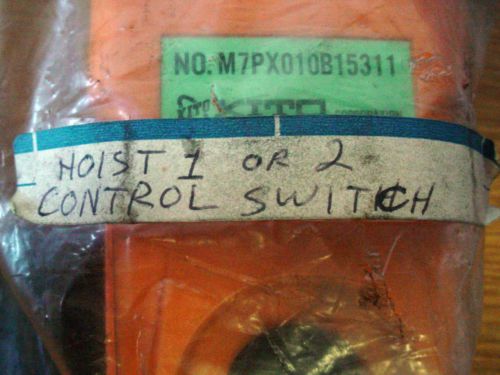 NO. M7PX010B15311
KITO
CORPORATION
HOIST 1 OR 2
CONTROL SWITCH